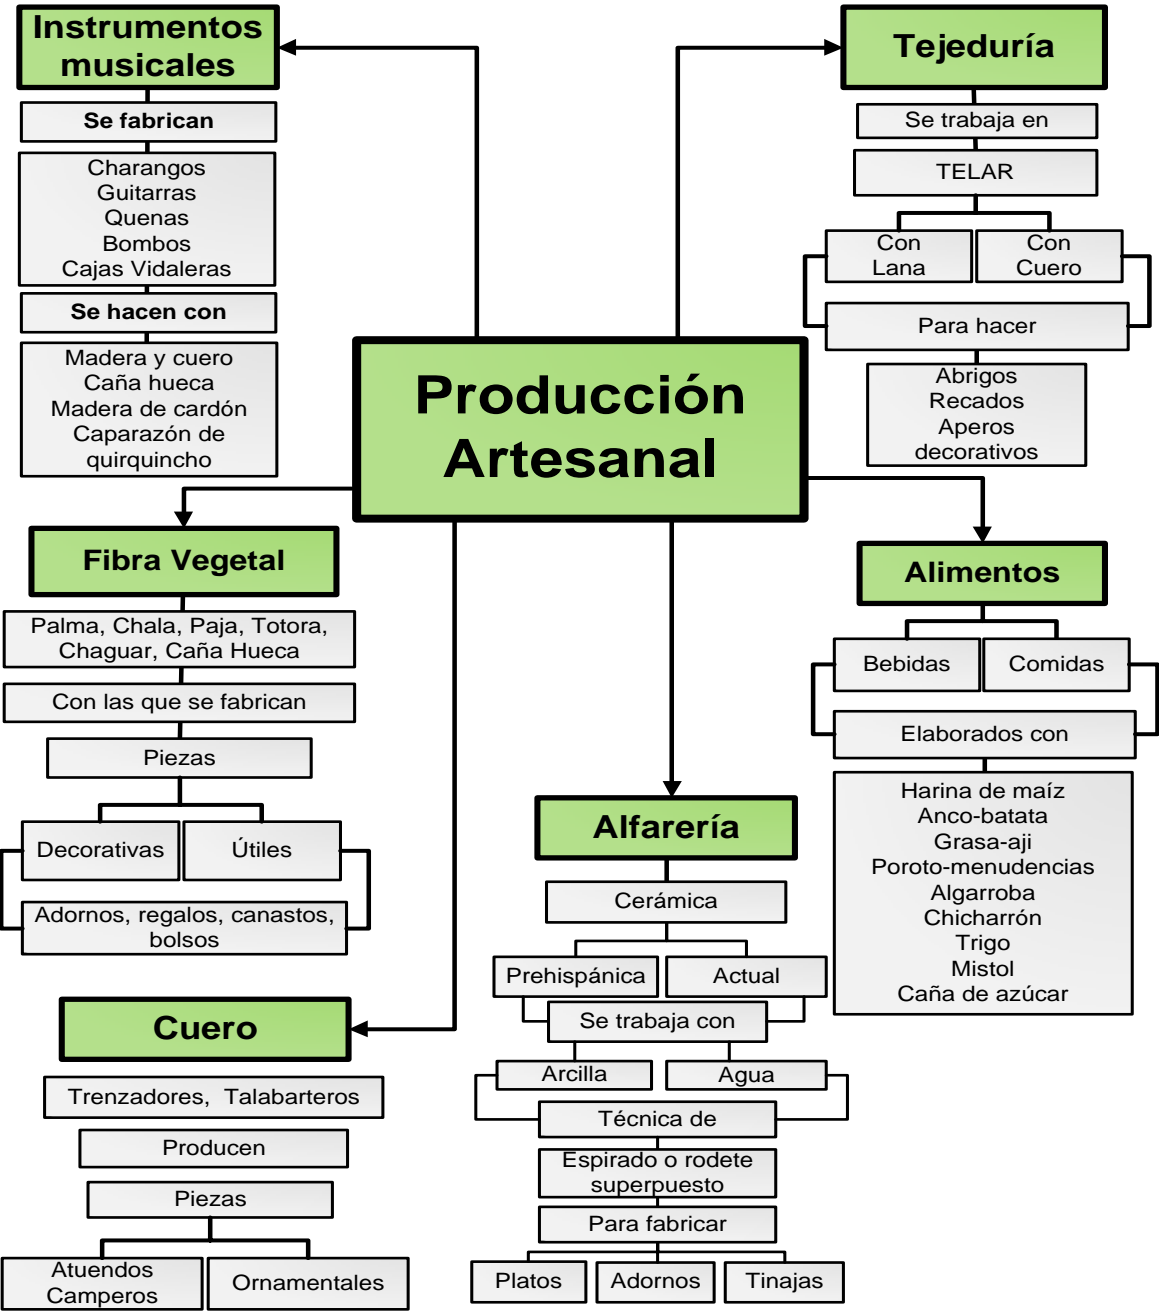 Instrumentos
musicales
Se fabrican
Charangos
Guitarras
Quenas
Bombos
Cajas Vidaleras
Se hacen con
Madera y cuero
Caña hueca
Madera de cardón
Caparazón de
quirquincho
Tejeduría
Se trabaja en
TELAR
Con
Lana
Con
Cuero
Para hacer
Abrigos
Recados
Aperos
decorativos
Producción
Artesanal
Fibra Vegetal
Palma, Chala, Paja, Totora,
Chaguar, Caña Hueca
Con las que se fabrican
Piezas
Decorativas
Útiles
Adornos, regalos, canastos,
bolsos
Alimentos
Bebidas
Comidas
Elaborados con
Harina de maíz
Anco-batata
Grasa-aji
Poroto-menudencias
Algarroba
Chicharrón
Trigo
Mistol
Caña de azúcar
Alfarería
Cerámica
Prehispánica
Actual
Se trabaja con
Arcilla
Agua
Técnica de
Espirado o rodete
superpuesto
Para fabricar
Platos
Adornos
Tinajas
Cuero
Trenzadores,  Talabarteros
Producen
Piezas
Atuendos
Camperos
Ornamentales